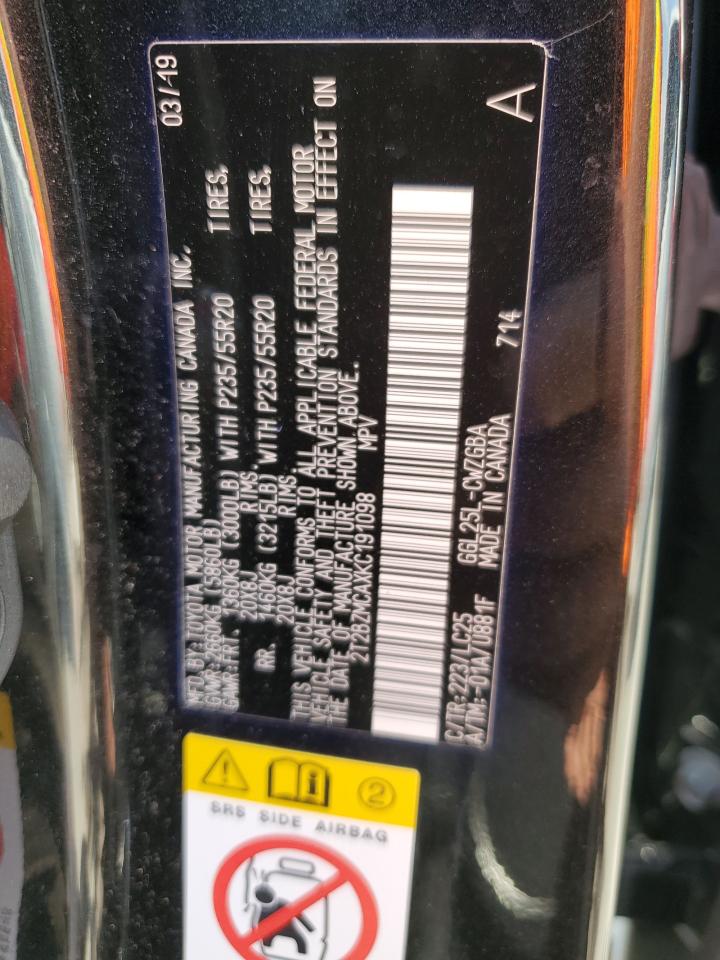 MFD.BY: TOYOTA MOTOR MANUFACTURING CANADA INC. 03/19
GVWR: 2660KG (5860LB)
GAWR: FRT. 1360KG (3000LB) WITH P235/55R20 TIRES,
20X8J RIMS.
RR. 1460KG (3215LB) WITH P235/55R20 TIRES,
20X8J RIMS.
THIS VEHICLE CONFORMS TO ALL APPLICABLE FEDERAL MOTOR
VEHICLE SAFETY AND THEFT PREVENTION STANDARDS IN EFFECT ON
THE DATE OF MANUFACTURE SHOWN ABOVE.
2T2BZMCAXKC191098 MPV
C/TR: 223/LC25 GGL25L-CWZGBA 714 A
A/TM: -01A/U881F MADE IN CANADA
2
SRS SIDE AIRBAG